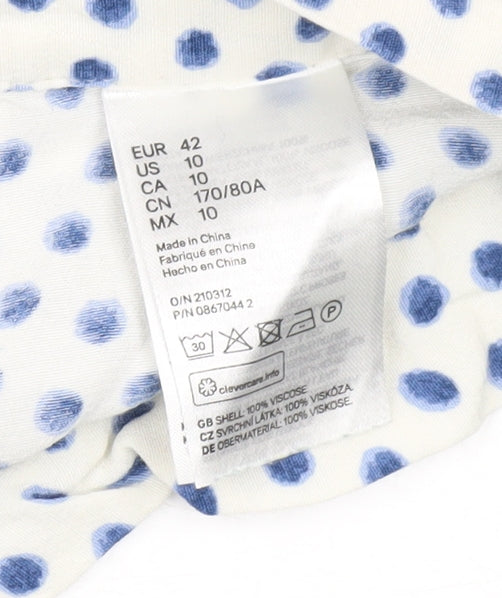 EUR 42
US 10
CA 10
CN 170/80A
MX 10
Made in China
Fabriqué en Chine
Hecho en China
O/N 210312
P/N 0867044 2
30
P
clevercare.info
GB SHELL: 100% VISCOSE
CZ SVRCHNÍ LÁTKA: 100% VISKÓZA.
DE OBERMATERIAL: 100% VISKOSE.